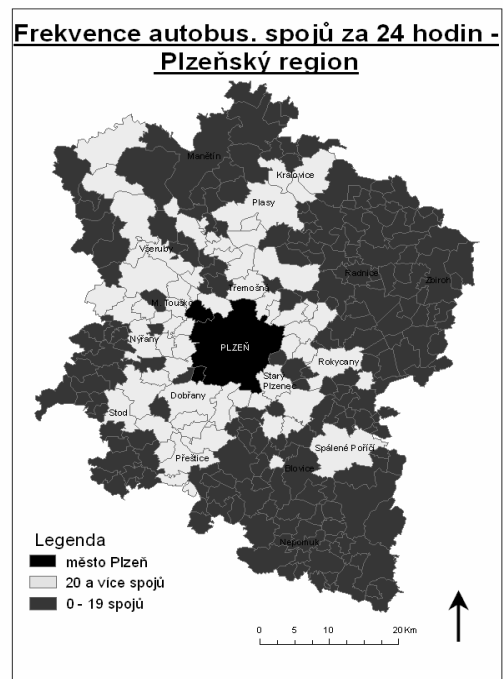 Frekvence autobus. spojů za 24 hodin -
Plzeňský region
Manětín
Kralovice
Plasy
Všeruby
Radnice
Zbiroh
Třemošná
M. Touško
PLZEŇ
Nýřany
Rokycany
Starý
Plzenec
Dobřany
Stod
Spálené Poříčí
Přeštice
Blovice
Nepomuk
Legenda
město Plzeň
20 a více spojů
0 - 19 spojů
0 5 10 20 Km